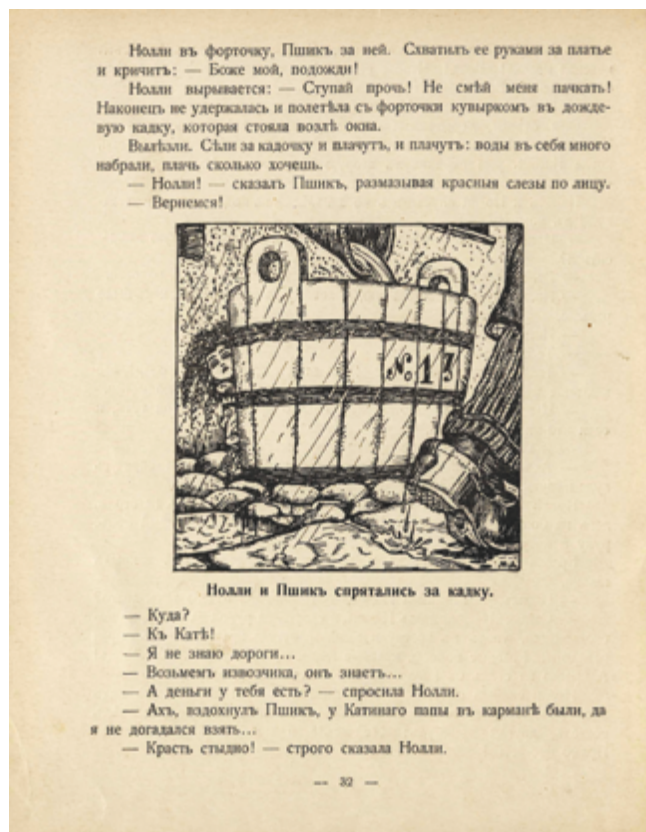 Нолли въ форточку, Пшикъ за ней. Схватилъ ее руками за платье
и кричитъ: — Боже мой, подожди!
Нолли вырывается: — Ступай прочь! Не смѣй меня пачкать!
Наконецъ не удержалась и полетѣла съ форточки кувыркомъ въ дожде-
вую кадку, которая стояла возлѣ окна.
Вылѣзли. Сѣли за кадочку и плачутъ, и плачутъ: воды въ себя много
набрали, плачь сколько хочешь.
— Нолли! — сказалъ Пшикъ, размазывая красныя слезы по лицу.
— Вернемся!
№ 13
Нолли и Пшикъ спрятались за кадку.
— Куда?
— Къ Катѣ!
— Я не знаю дороги...
— Возьмемъ извозчика, онъ знаетъ...
— А деньги у тебя есть? — спросила Нолли.
— Ахъ, вздохнулъ Пшикъ, у Катинаго папы въ карманѣ были, да
я не догадался взять...
— Красть стыдно! — строго сказала Нолли.
— 32 —